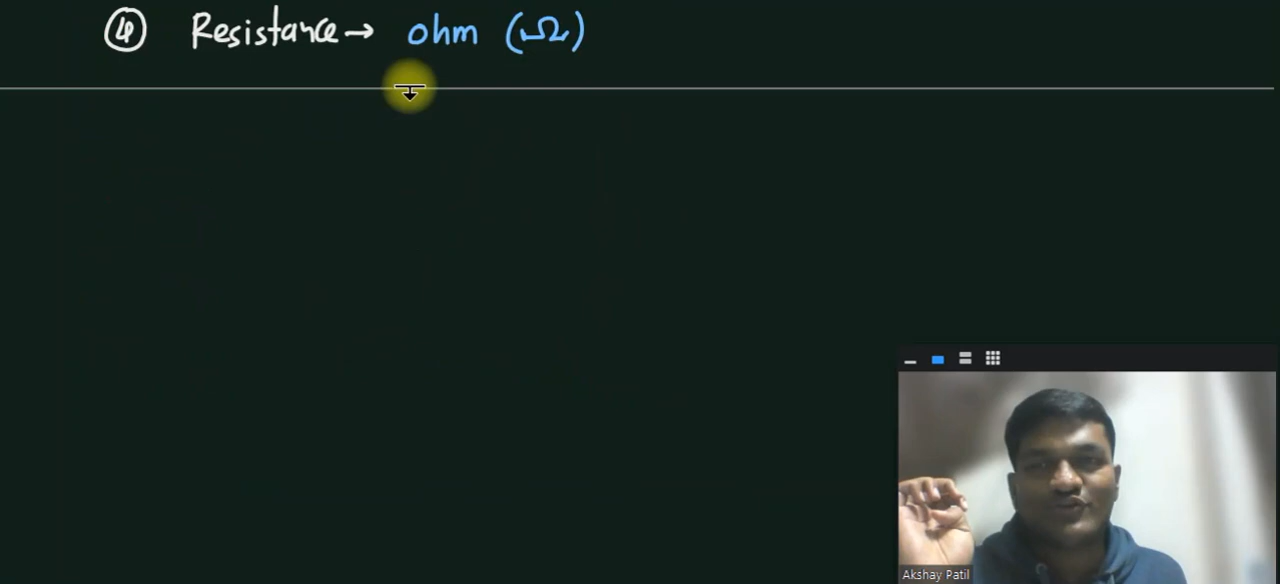 ④ Resistance → ohm (Ω)
Akshay Patil